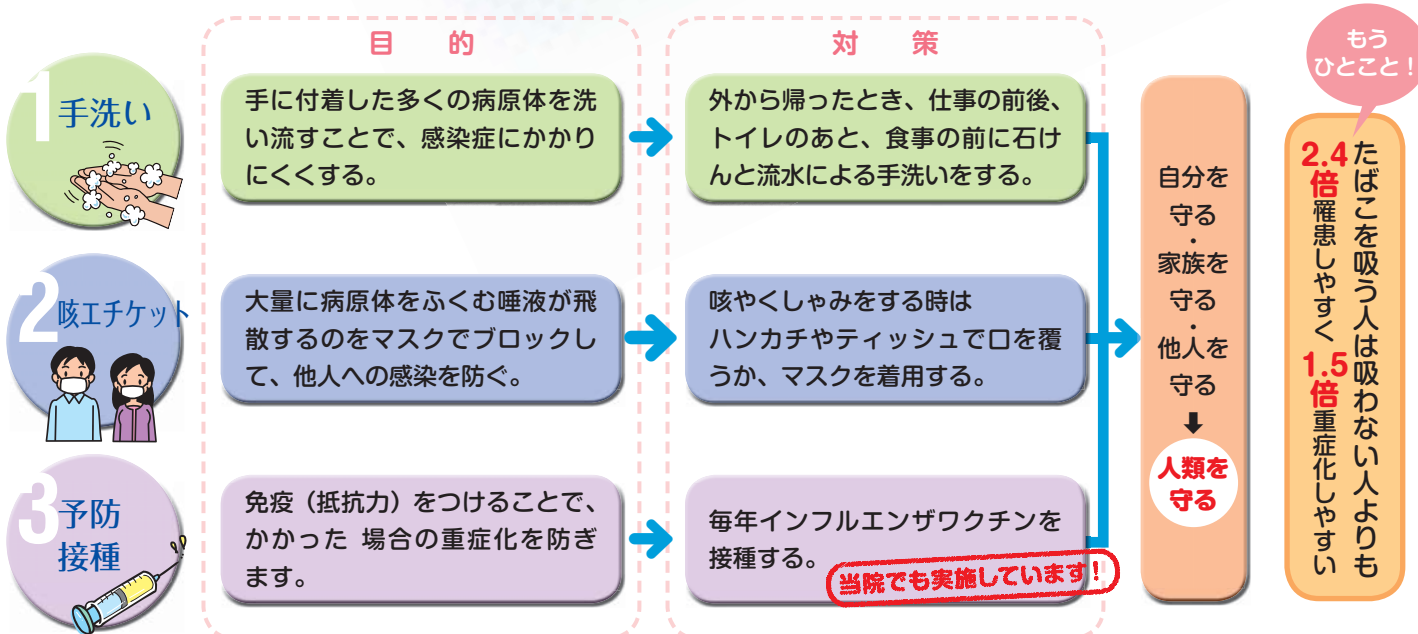 目的
対策
1 手洗い
手に付着した多くの病原体を洗
い流すことで、感染症にかかり
にくくする。
外から帰ったとき、仕事の前後、
トイレのあと、食事の前に石け
んと流水による手洗いをする。
2 咳エチケット
大量に病原体をふくむ唾液が飛
散するのをマスクでブロックし
て、他人への感染を防ぐ。
咳やくしゃみをする時は
ハンカチやティッシュで口を覆
うか、マスクを着用する。
3 予防
接種
免疫（抵抗力）をつけることで、
かかった 場合の重症化を防ぎ
ます。
毎年インフルエンザワクチンを
接種する。
当院でも実施しています！
自分を
守る
・
家族を
守る
・
他人を
守る
人類を
守る
もう
ひとこと！
たばこを吸う人は吸わない人よりも
2.4倍罹患しやすく 1.5倍重症化しやすい